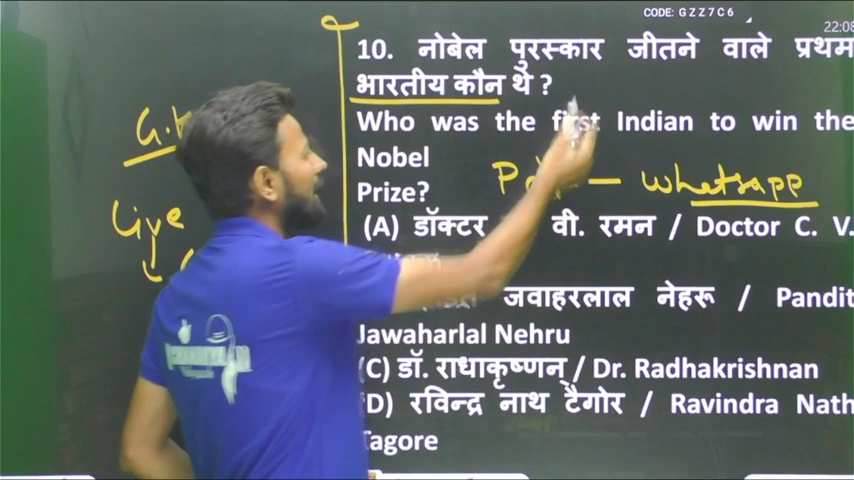 CODE: GZZ7C6
22:08
10. नोबेल पुरस्कार जीतने वाले प्रथम
भारतीय कौन थे ?
Who was the first Indian to win the
Nobel
Prize?
— whatsapp
Live
(A) डॉक्टर वी. रमन / Doctor C. V.
जवाहरलाल नेहरू / Pandit
Jawaharlal Nehru
(C) डॉ. राधाकृष्णन् / Dr. Radhakrishnan
(D) रविन्द्र नाथ टैगोर / Ravindra Nath
Tagore